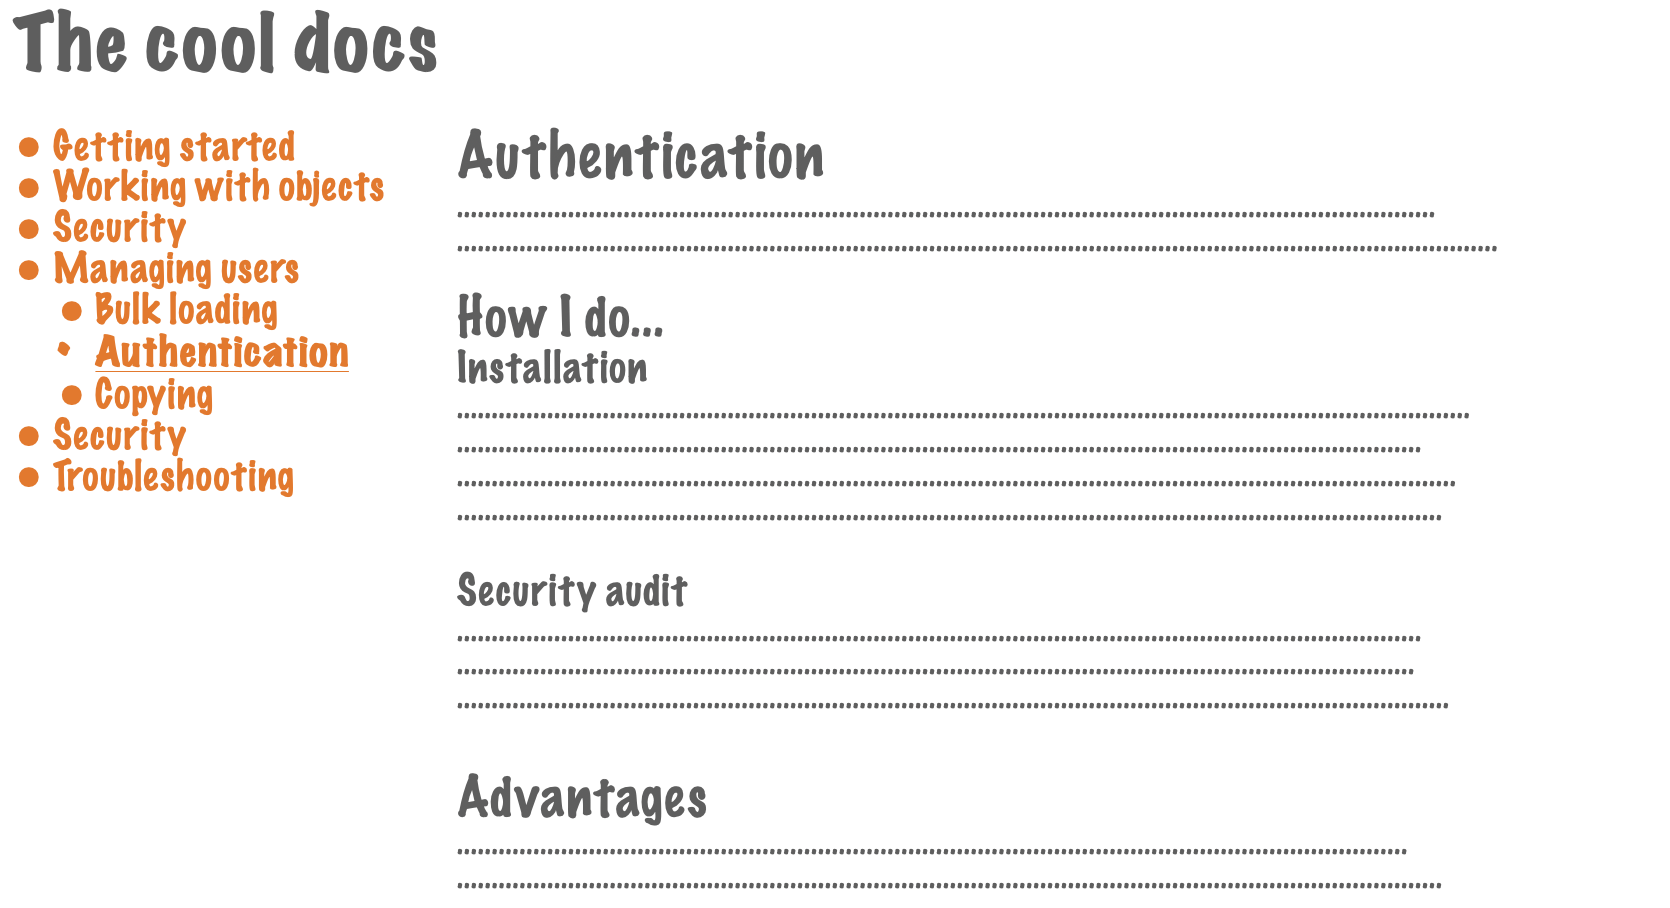 The cool docs
Getting started
Working with objects
Security
Managing users
Bulk loading
Authentication
Copying
Security
Troubleshooting
Authentication
How I do...
Installation
Security audit
Advantages